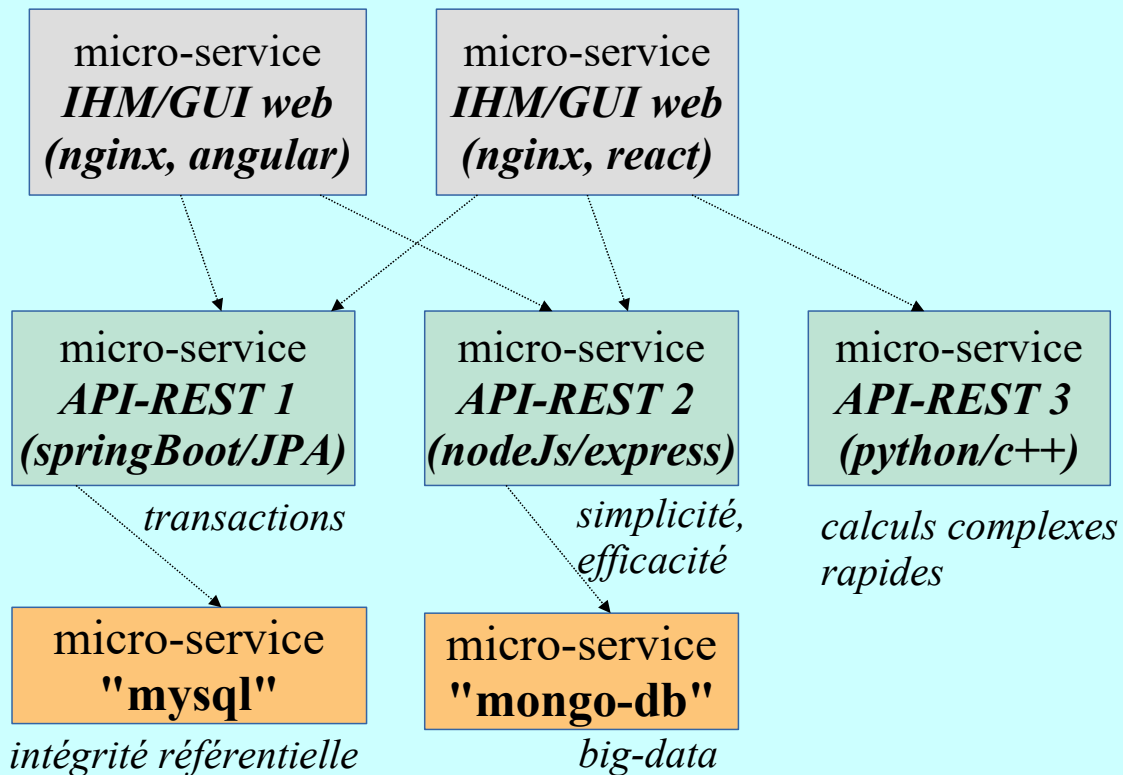 micro-service
IHM/GUI web
(nginx, angular)
micro-service
IHM/GUI web
(nginx, react)
micro-service
API-REST 1
(springBoot/JPA)
micro-service
API-REST 2
(nodeJs/express)
micro-service
API-REST 3
(python/c++)
transactions
simplicité,
efficacité
calculs complexes
rapides
micro-service
"mysql"
micro-service
"mongo-db"
intégrité référentielle
big-data